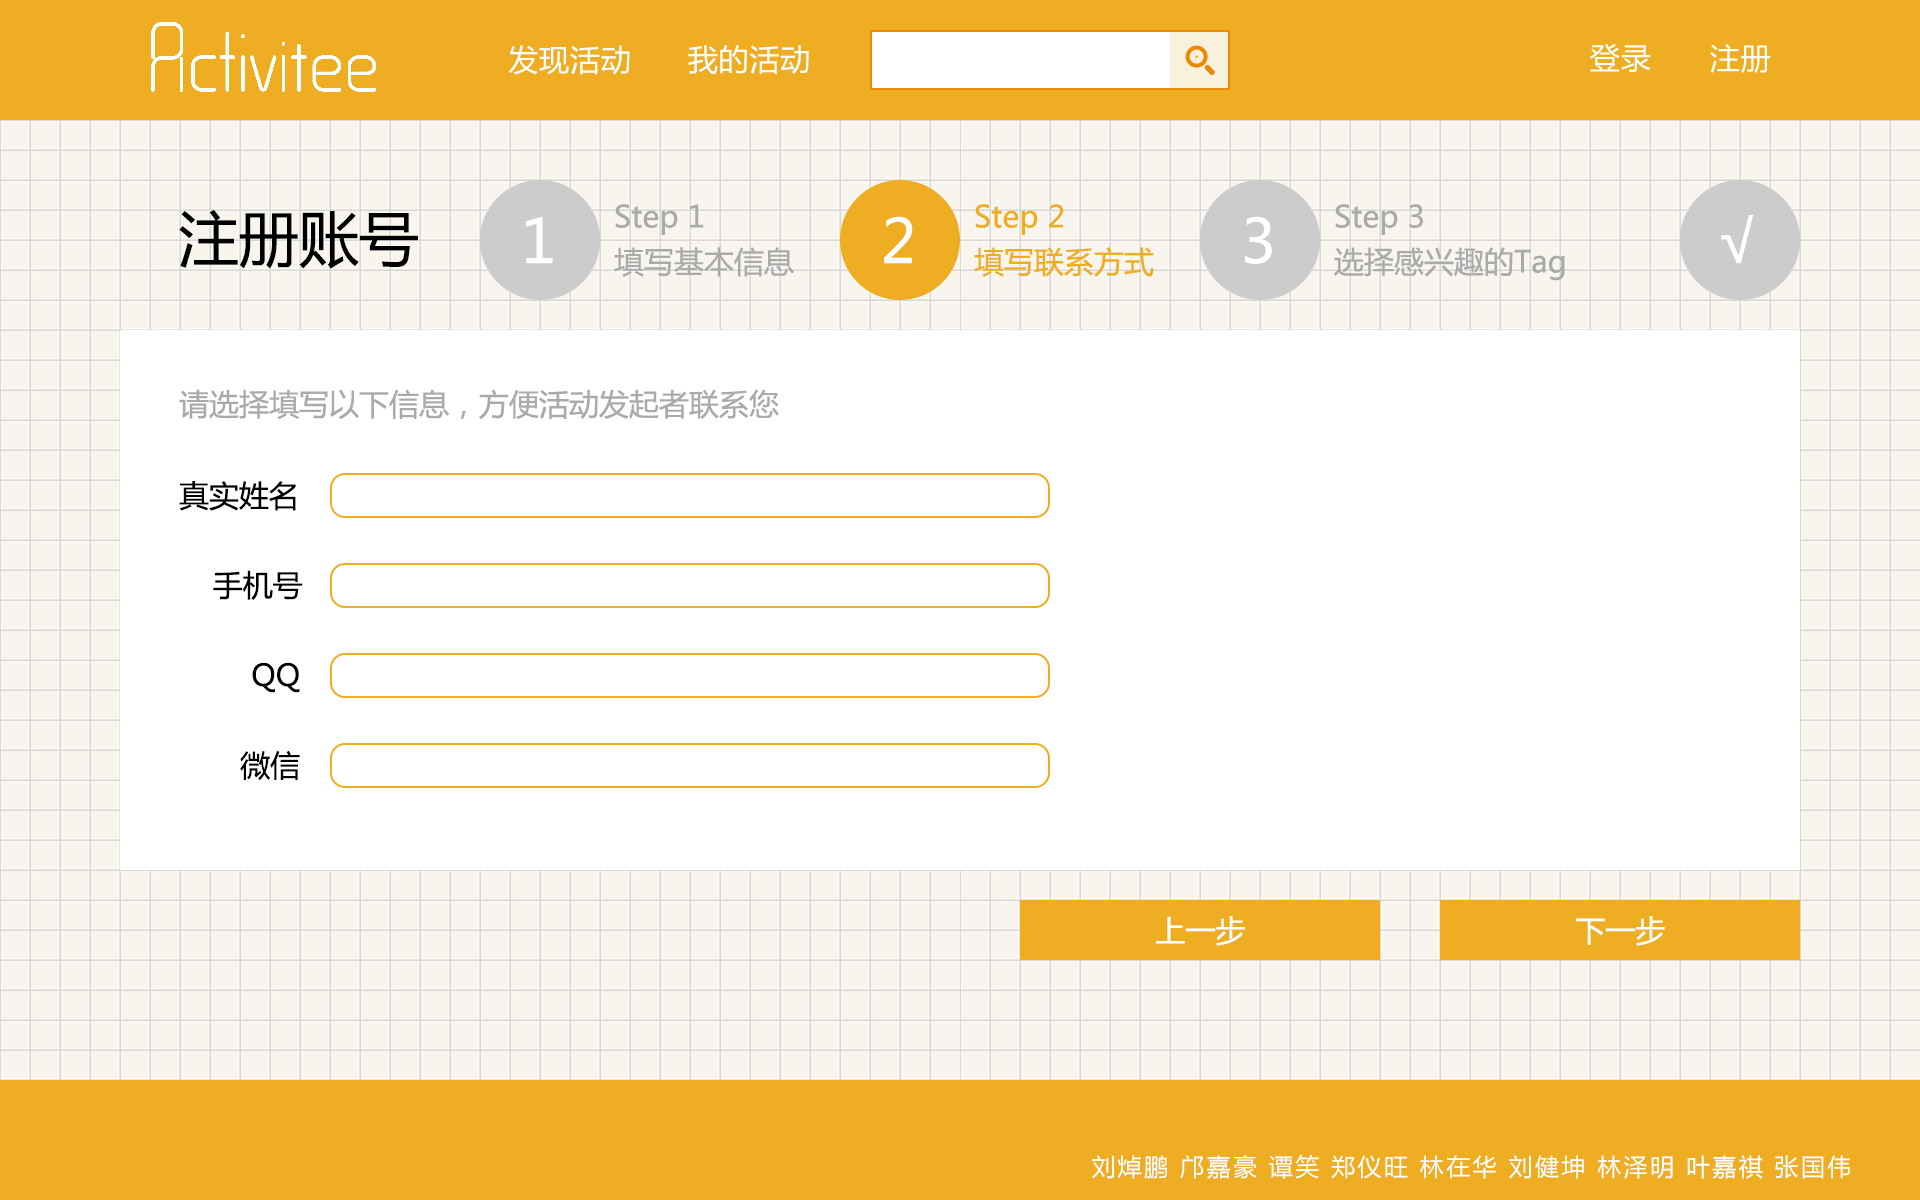 Activitee 发现活动 我的活动 登录 注册
注册账号
1 Step 1 填写基本信息
2 Step 2 填写联系方式
3 Step 3 选择感兴趣的Tag
√
请选择填写以下信息，方便活动发起者联系您
真实姓名
手机号
QQ
微信
上一步 下一步
刘焯鹏 邝嘉豪 谭笑 郑仪旺 林在华 刘健坤 林泽明 叶嘉祺 张国伟